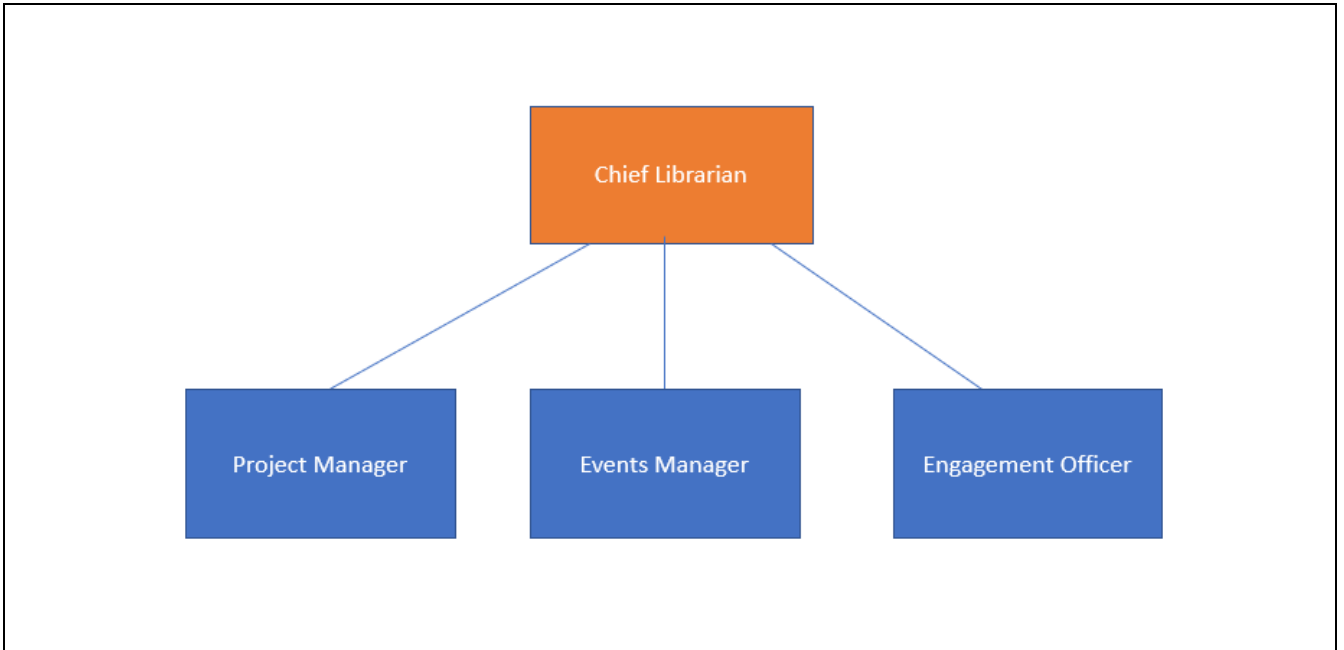 Chief Librarian
Project Manager
Events Manager
Engagement Officer